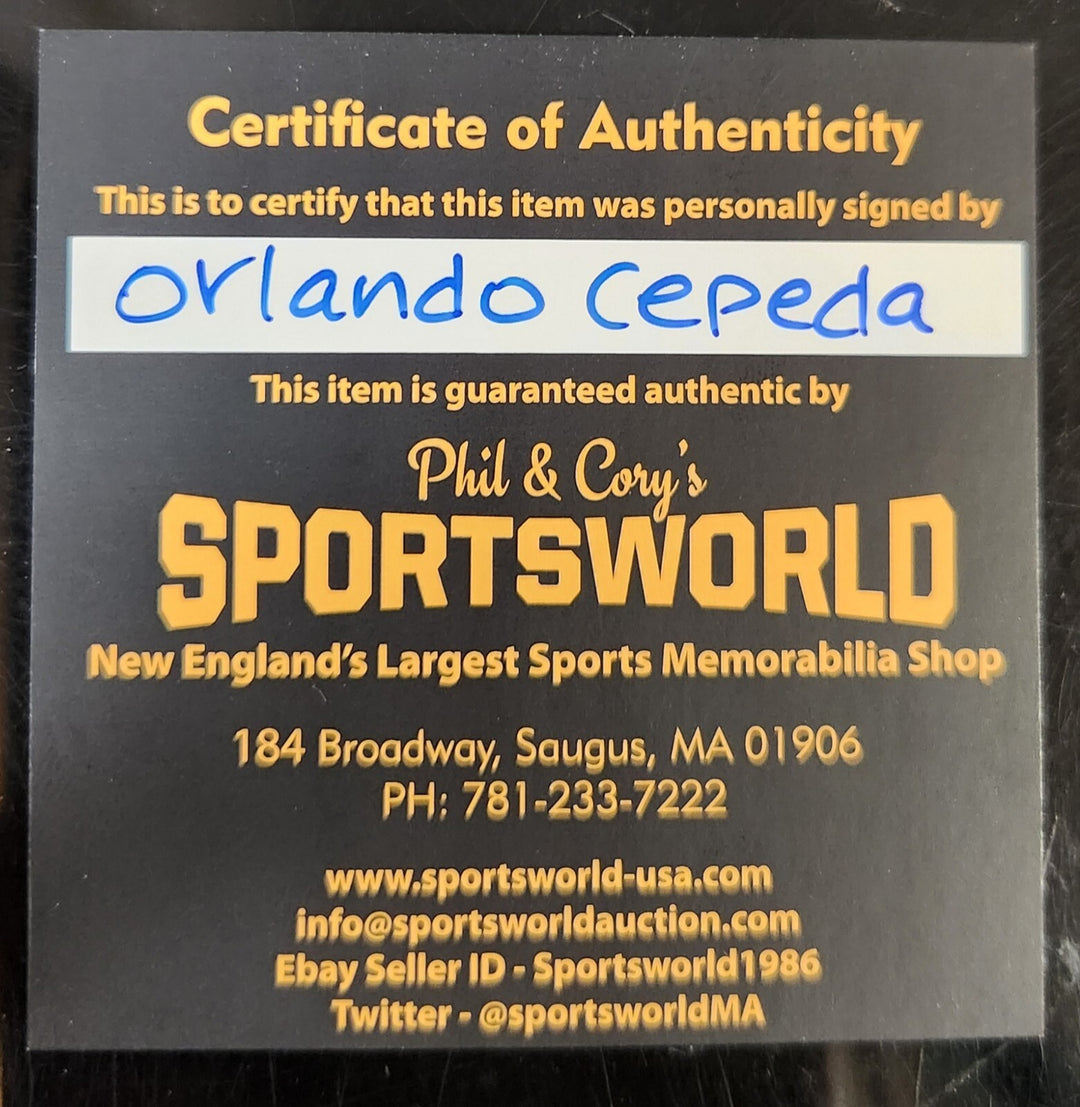 Certificate of Authenticity
This is to certify that this item was personally signed by
Orlando Cepeda
This item is guaranteed authentic by
Phil & Cory's
SPORTSWORLD
New England's Largest Sports Memorabilia Shop
184 Broadway, Saugus, MA 01906
PH: 781-233-7222
www.sportsworld-usa.com
info@sportsworldauction.com
Ebay Seller ID - Sportsworld1986
Twitter - @sportsworldMA